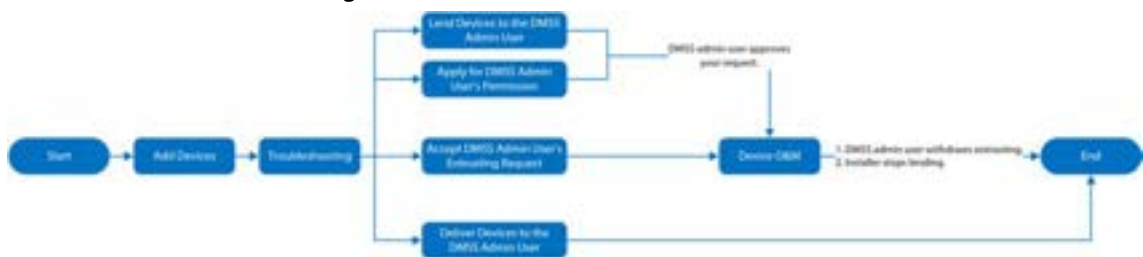 Lend Devices to the DMSS
Admin User
DMSS admin user approves
your request.
Apply for DMSS Admin
User's Permission
Start
Add Devices
Troubleshooting
Accept DMSS Admin User's
Entrusting Request
Device O&M
1. DMSS admin user withdraws entrusting.
2. Installer stops lending.
End
Deliver Devices to the
DMSS Admin User